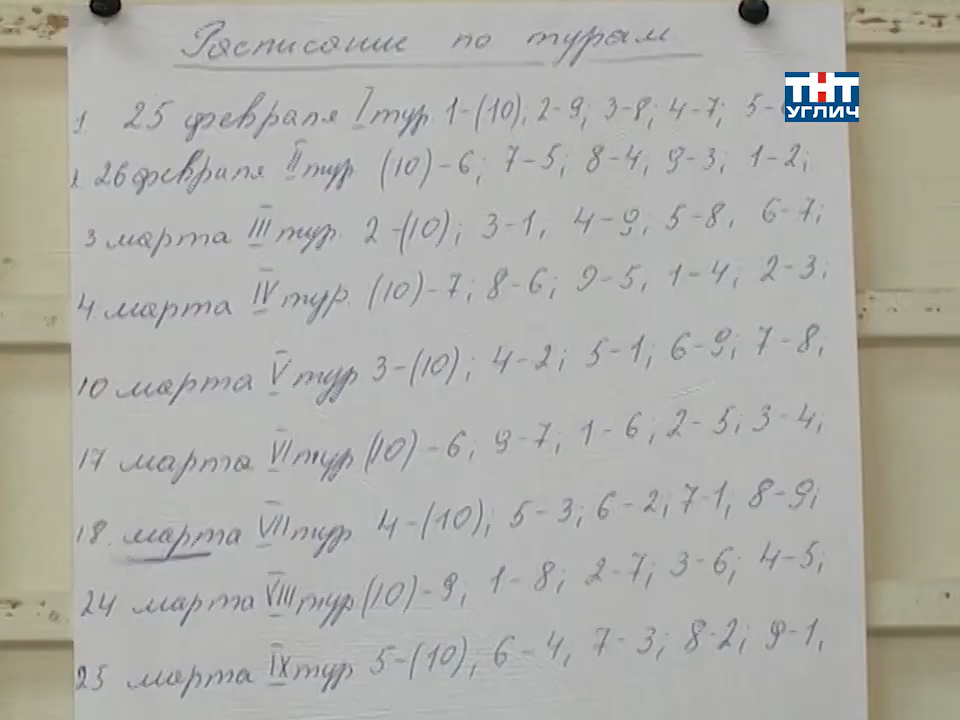 Расписание по турам
ТНТ
УГЛИЧ
1. 25 февраля I тур 1-(10), 2-9; 3-8; 4-7; 5-
2. 26 февраля II тур (10)-6; 7-5; 8-4, 9-3; 1-2;
3 марта III тур. 2-(10); 3-1, 4-9; 5-8, 6-7;
4 марта IV тур. (10)-7; 8-6; 9-5, 1-4, 2-3;
10 марта V тур 3-(10); 4-2; 5-1; 6-9; 7-8,
17 марта VI тур (10)-6; 9-7; 1-6; 2-5; 3-4,
18. марта VII тур 4-(10); 5-3; 6-2; 7-1; 8-9;
24 марта VIII тур (10)-9, 1-8; 2-7; 3-6; 4-5;
25 марта IX тур 5-(10), 6-4, 7-3; 8-2; 9-1,